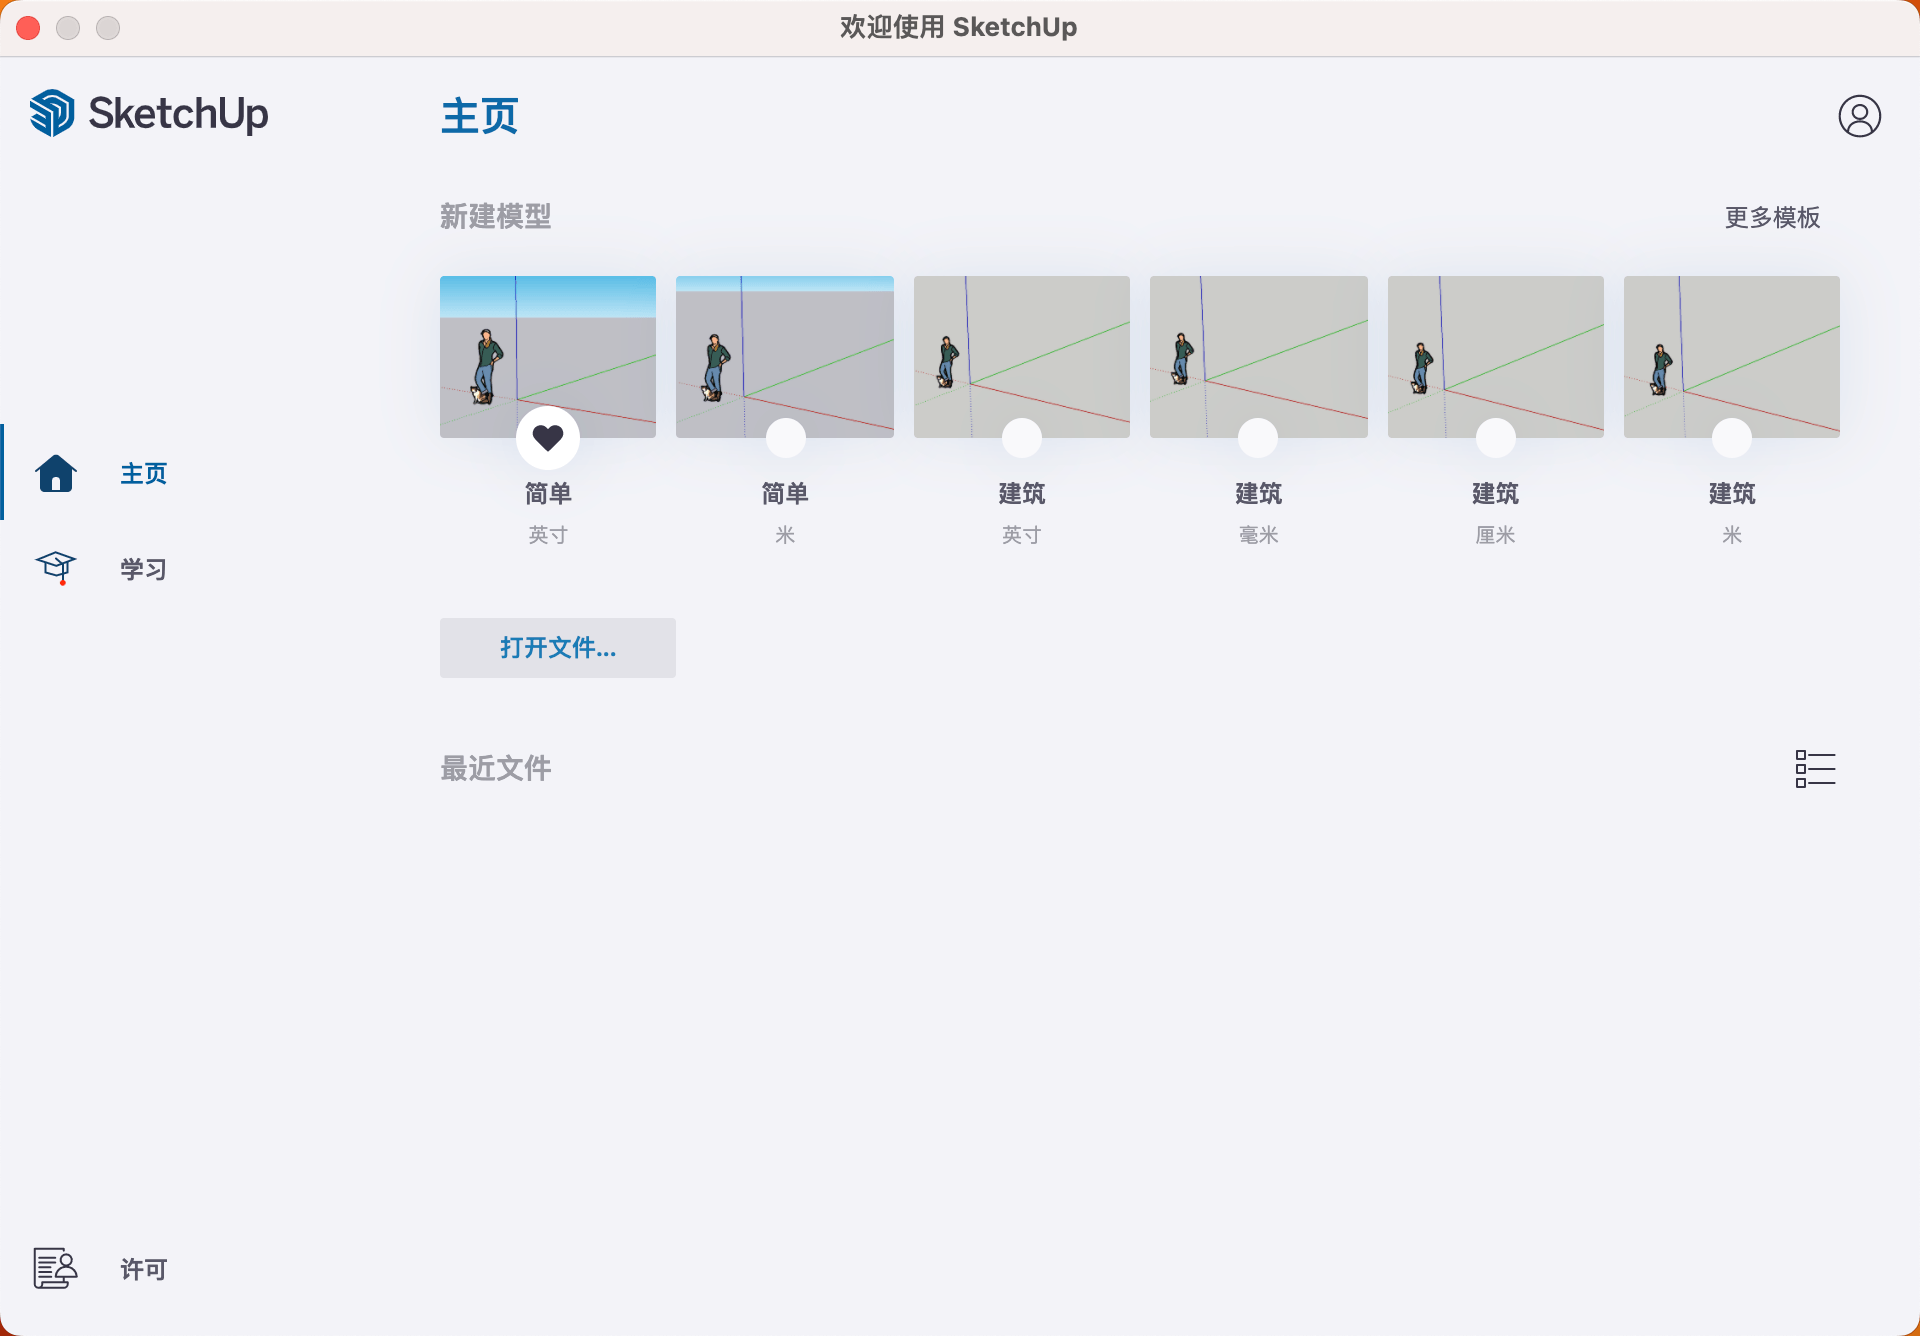 欢迎使用 SketchUp
SketchUp
主页
新建模型
更多模板
简单
英寸
简单
米
建筑
英寸
建筑
毫米
建筑
厘米
建筑
米
主页
学习
打开文件...
最近文件
许可